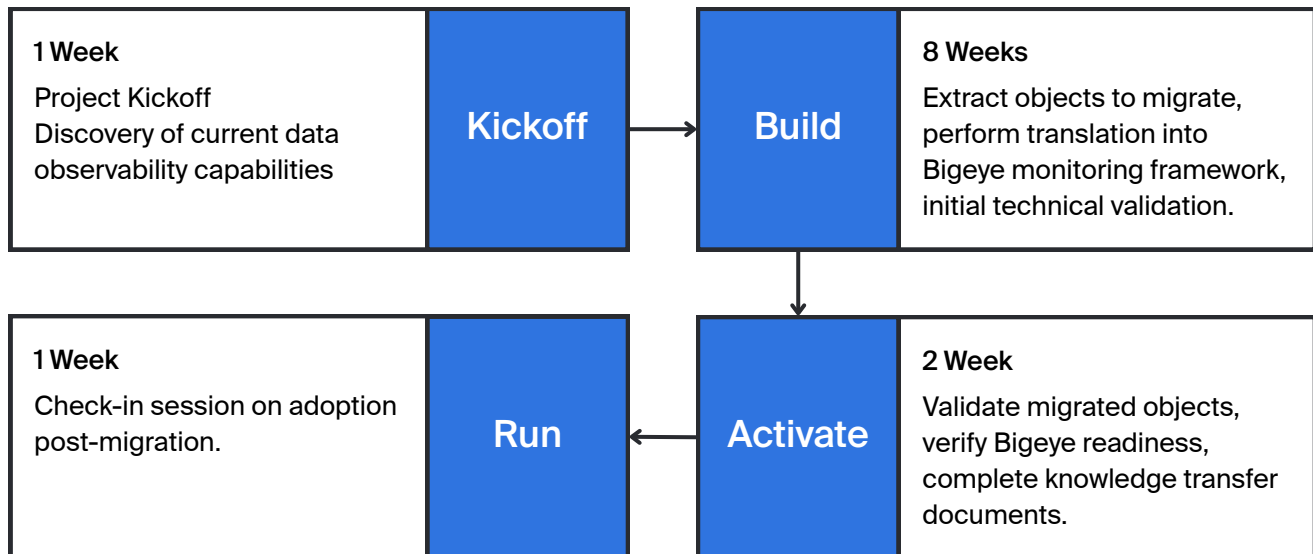 1 Week
Project Kickoff
Discovery of current data
observability capabilities
Kickoff
Build
8 Weeks
Extract objects to migrate,
perform translation into
Bigeye monitoring framework,
initial technical validation.
1 Week
Check-in session on adoption
post-migration.
Run
Activate
2 Week
Validate migrated objects,
verify Bigeye readiness,
complete knowledge transfer
documents.